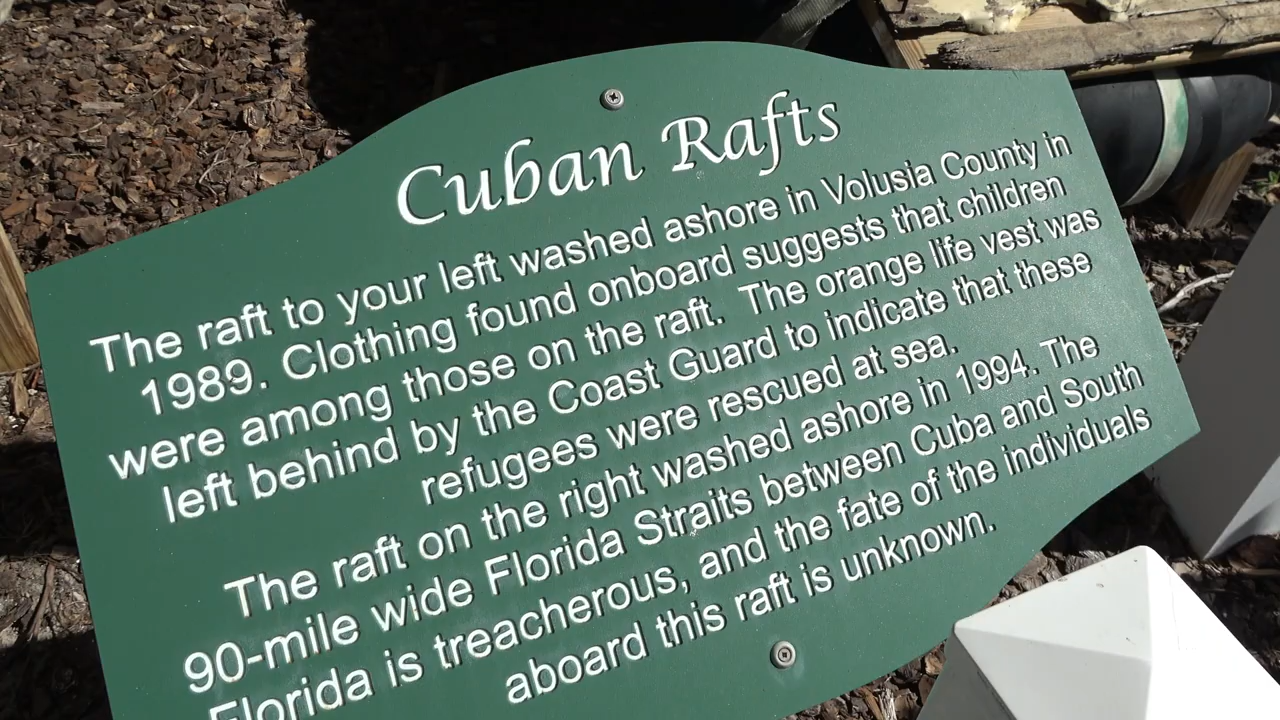 Cuban Rafts
The raft to your left washed ashore in Volusia County in
1989. Clothing found onboard suggests that children
were among those on the raft. The orange life vest was
left behind by the Coast Guard to indicate that these
refugees were rescued at sea.
The raft on the right washed ashore in 1994. The
90-mile wide Florida Straits between Cuba and South
Florida is treacherous, and the fate of the individuals
aboard this raft is unknown.